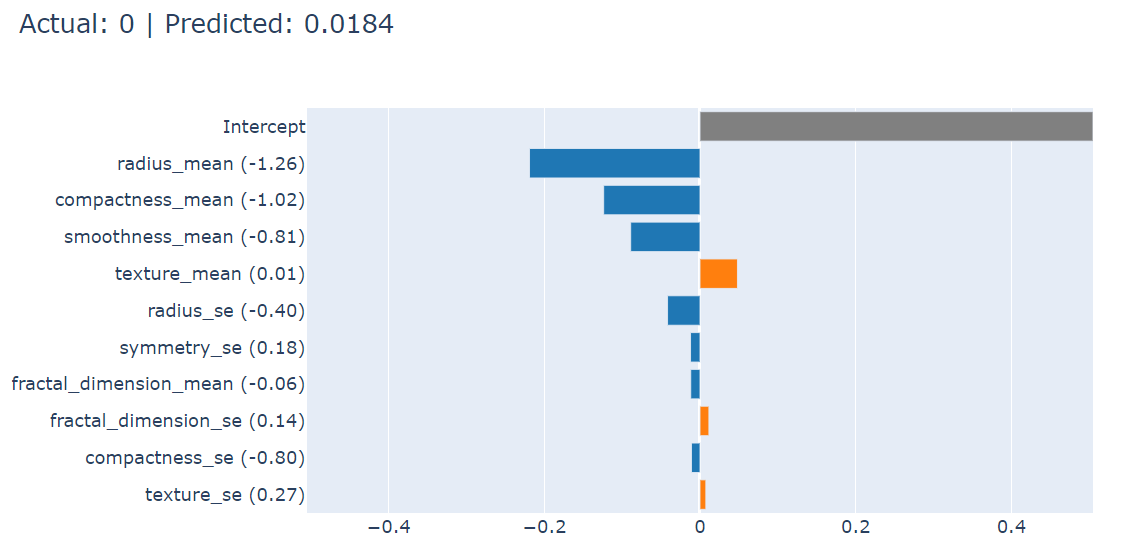 Actual: 0 | Predicted: 0.0184
Intercept
radius_mean (-1.26)
compactness_mean (-1.02)
smoothness_mean (-0.81)
texture_mean (0.01)
radius_se (-0.40)
symmetry_se (0.18)
fractal_dimension_mean (-0.06)
fractal_dimension_se (0.14)
compactness_se (-0.80)
texture_se (0.27)
−0.4 −0.2 0 0.2 0.4